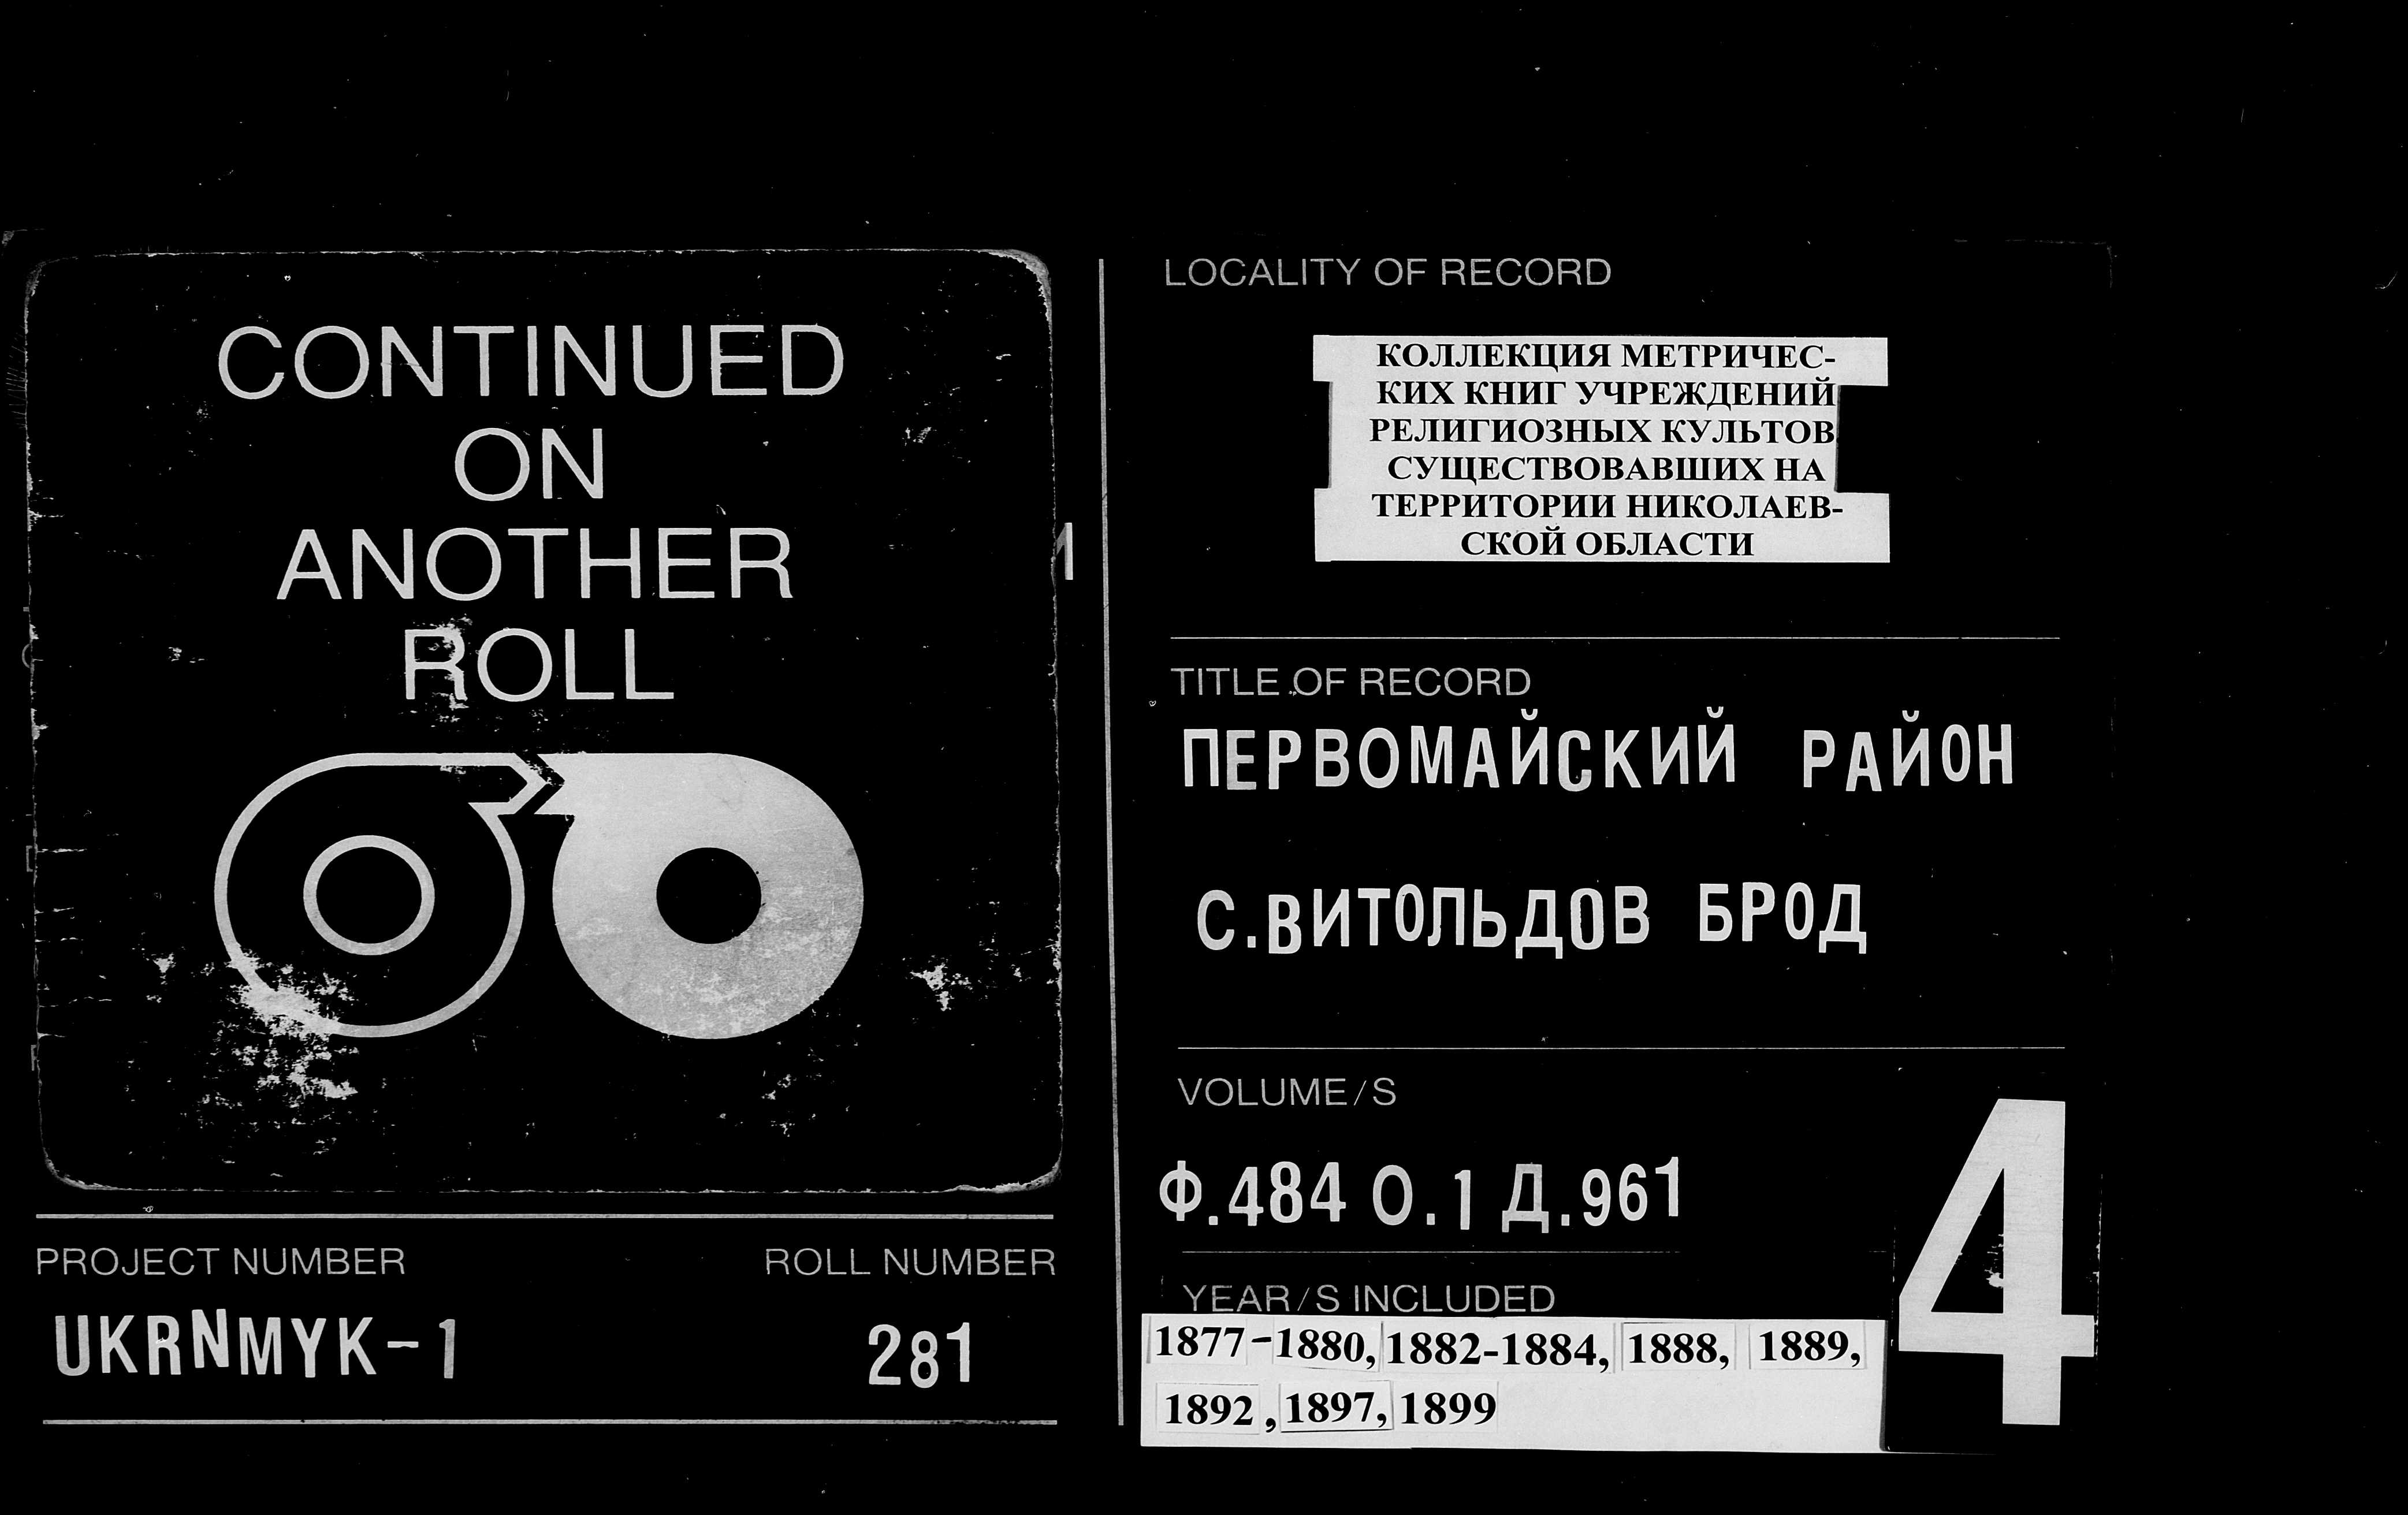 CONTINUED
ON
ANOTHER
ROLL
PROJECT NUMBER
ROLL NUMBER
UKRNMYK-1
281
LOCALITY OF RECORD
КОЛЛЕКЦИЯ МЕТРИЧЕС-
КИХ КНИГ УЧРЕЖДЕНИЙ
РЕЛИГИОЗНЫХ КУЛЬТОВ
СУЩЕСТВОВАВШИХ НА
ТЕРРИТОРИИ НИКОЛАЕВ-
СКОЙ ОБЛАСТИ
TITLE OF RECORD
ПЕРВОМАЙСКИЙ РАЙОН
С.ВИТОЛЬДОВ БРОД
VOLUME/S
Ф.484 О.1 Д.961
YEAR/S INCLUDED
1877-1880, 1882-1884, 1888, 1889,
1892, 1897, 1899
4